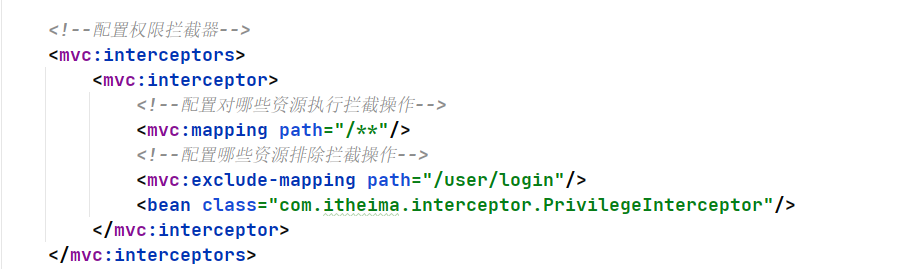 <!--配置权限拦截器-->
<mvc:interceptors>
    <mvc:interceptor>
        <!--配置对哪些资源执行拦截操作-->
        <mvc:mapping path="/**"/>
        <!--配置哪些资源排除拦截操作-->
        <mvc:exclude-mapping path="/user/login"/>
        <bean class="com.itheima.interceptor.PrivilegeInterceptor"/>
    </mvc:interceptor>
</mvc:interceptors>